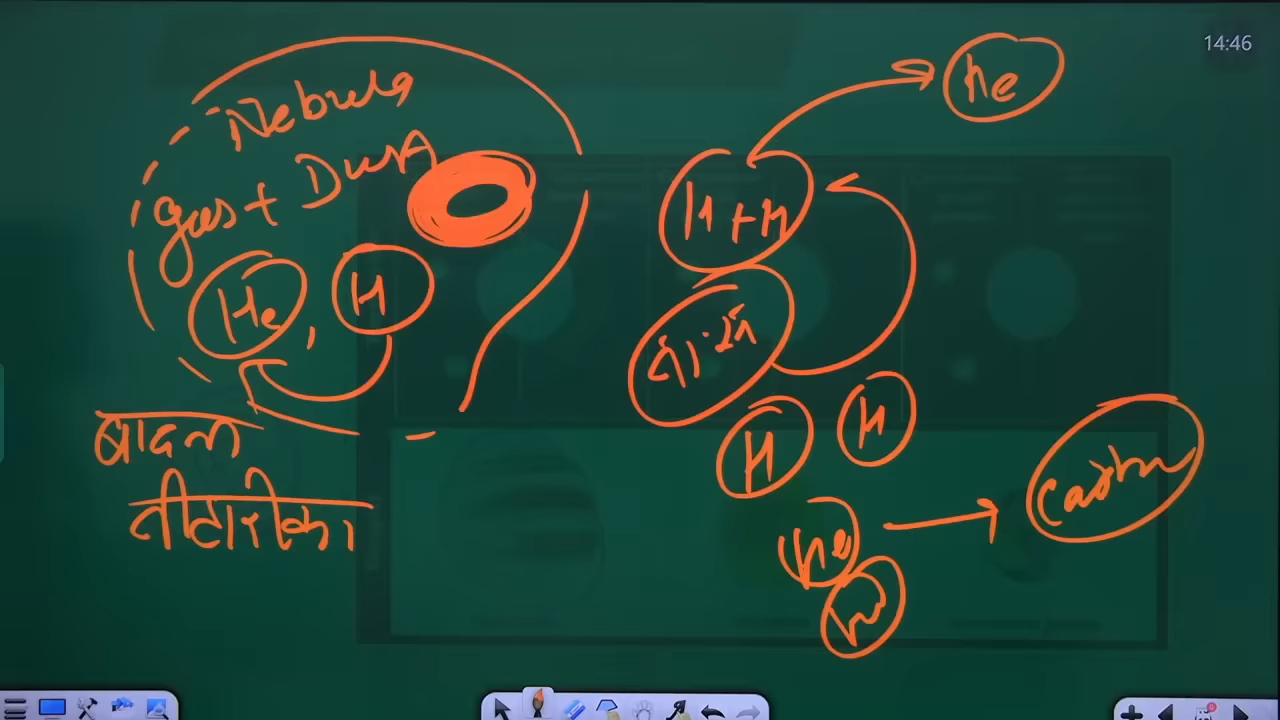 14:46
Nebula
Gas + Dust
He, H
बादल
नीहारीका
He
H + H
H
H
He
Carbon